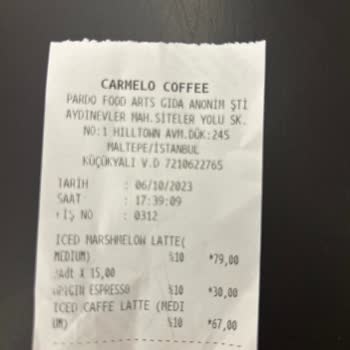 CARMELO COFFEE
PARDO FOOD ARTS GIDA ANONİM ŞTİ
AYDINEVLER MAH.SİTELER YOLU SK.
NO:1 HILLTOWN AVM.DÜK:245
MALTEPE/İSTANBUL
KÜÇÜKYALI V.D 7210622765
TARİH : 06/10/2023
SAAT : 17:39:09
FİŞ NO : 0312
ICED MARSHMELOW LATTE(
MEDIUM) %10 *79,00
2Adt X 15,00
ORIGIN ESPRESSO %10 *30,00
ICED CAFFE LATTE (MEDI
UM) %10 *67,00